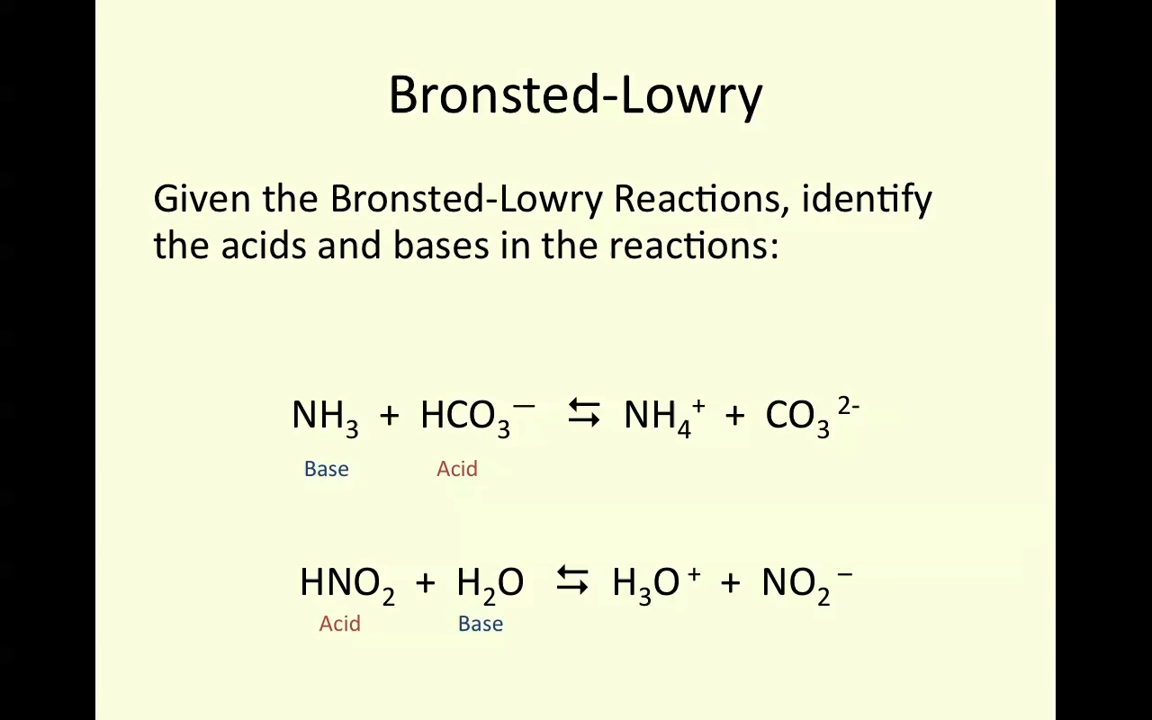 Bronsted-Lowry
Given the Bronsted-Lowry Reactions, identify
the acids and bases in the reactions:
NH₃ + HCO₃⁻ ⇆ NH₄⁺ + CO₃²⁻
Base Acid
HNO₂ + H₂O ⇆ H₃O⁺ + NO₂⁻
Acid Base